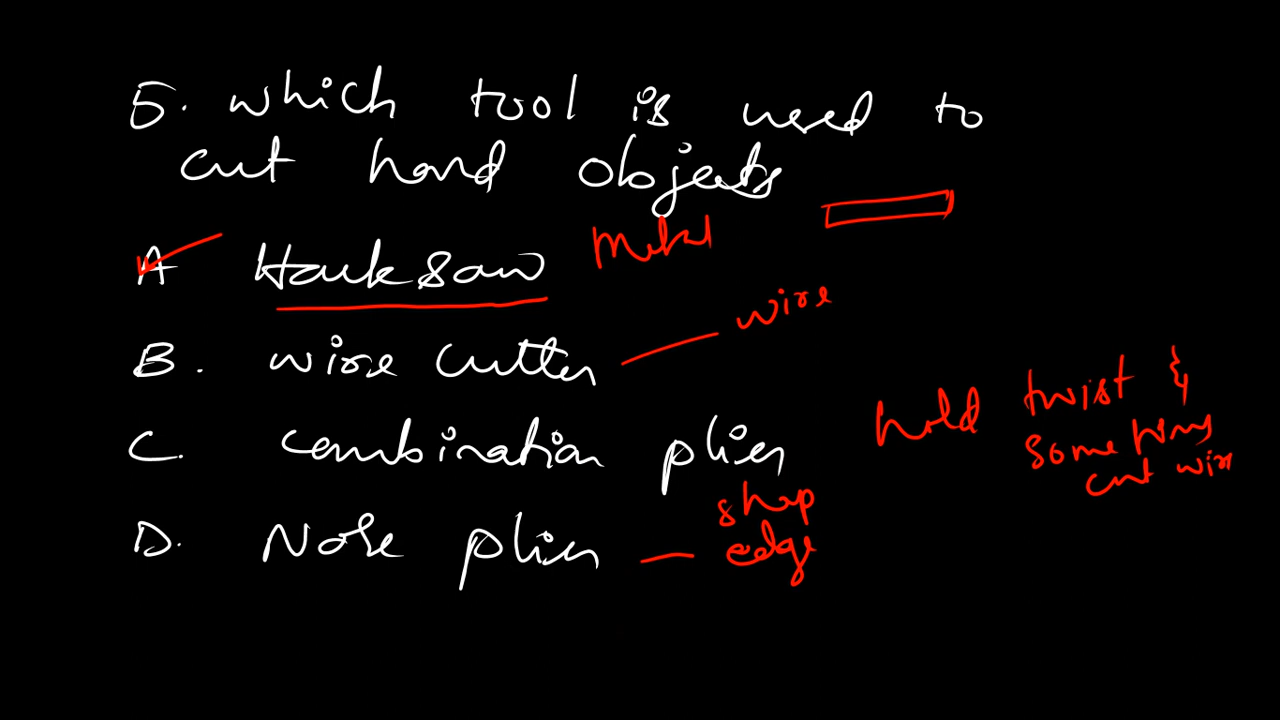 5. which tool is used to
cut hard objects
A Hacksaw metal
B. wire cutter — wire
C. combination plier hold twist &
sometimes
cut wire
D. Nose plier — sharp
edge